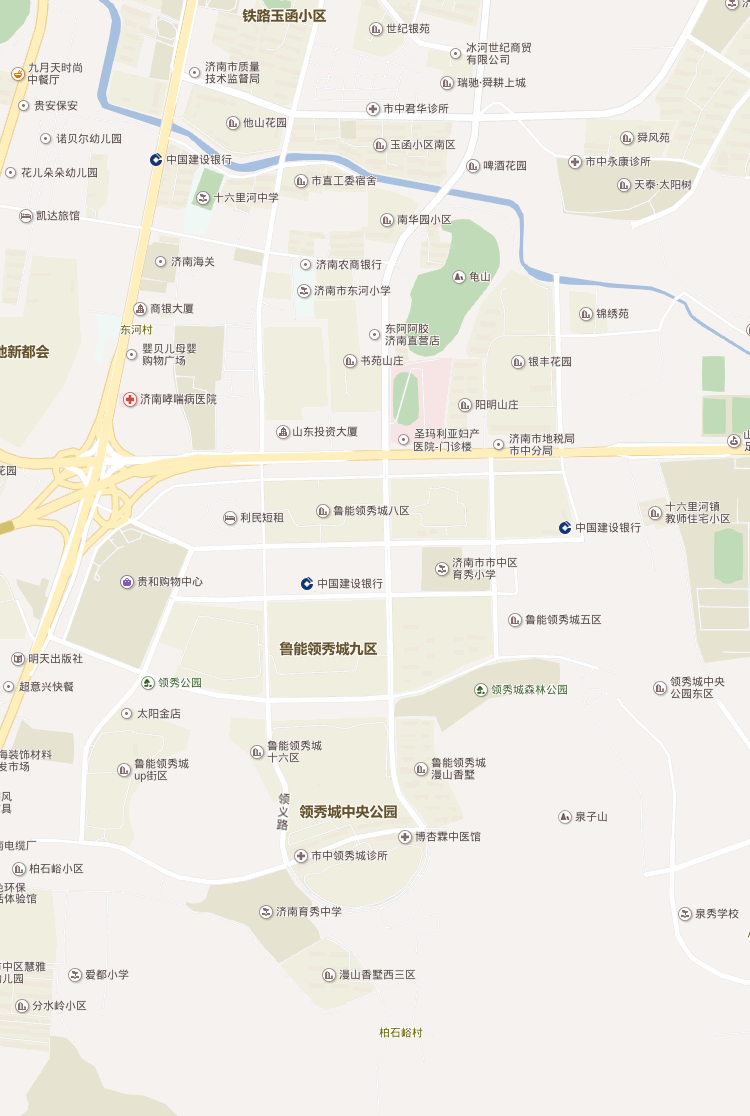 铁路玉函小区
世纪银苑
冰河世纪商贸
有限公司
九月天时尚
中餐厅
济南市质量
技术监督局
瑞驰·舜耕上城
贵安保安
市中君华诊所
他山花园
诺贝尔幼儿园
舜风苑
玉函小区南区
中国建设银行
啤酒花园
市中永康诊所
花儿朵朵幼儿园
市直工委宿舍
天泰·太阳树
十六里河中学
凯达旅馆
南华园小区
济南海关
济南农商银行
龟山
济南市东河小学
商银大厦
锦绣苑
东河村
东阿阿胶
济南直营店
婴贝儿母婴
购物广场
书苑山庄
银丰花园
新都会
济南哮喘病医院
阳明山庄
山东投资大厦
圣玛利亚妇产
医院-门诊楼
济南市地税局
市中分局
山
花园
利民短租
鲁能领秀城八区
十六里河镇
教师住宅小区
中国建设银行
贵和购物中心
中国建设银行
济南市市中区
育秀小学
鲁能领秀城五区
鲁能领秀城九区
明天出版社
领秀公园
超意兴快餐
领秀城森林公园
领秀城中央
公园东区
太阳金店
鲁能领秀城
十六区
海装饰材料
发市场
鲁能领秀城
up街区
鲁能领秀城
漫山香墅
风
具
领义路
领秀城中央公园
泉子山
博杏霖中医馆
南电缆厂
市中领秀城诊所
柏石峪小区
色环保
活体验馆
济南育秀中学
泉秀学校
市中区慧雅
幼儿园
爱都小学
漫山香墅西三区
分水岭小区
柏石峪村